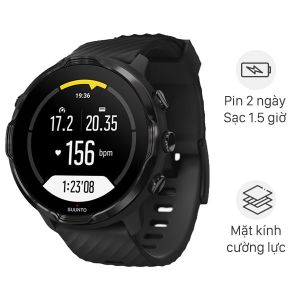 19:36
17.2
20.35
156
bpm
1:23'08
SUUNTO
Pin 2 ngày
Sạc 1.5 giờ
Mặt kính
cường lực